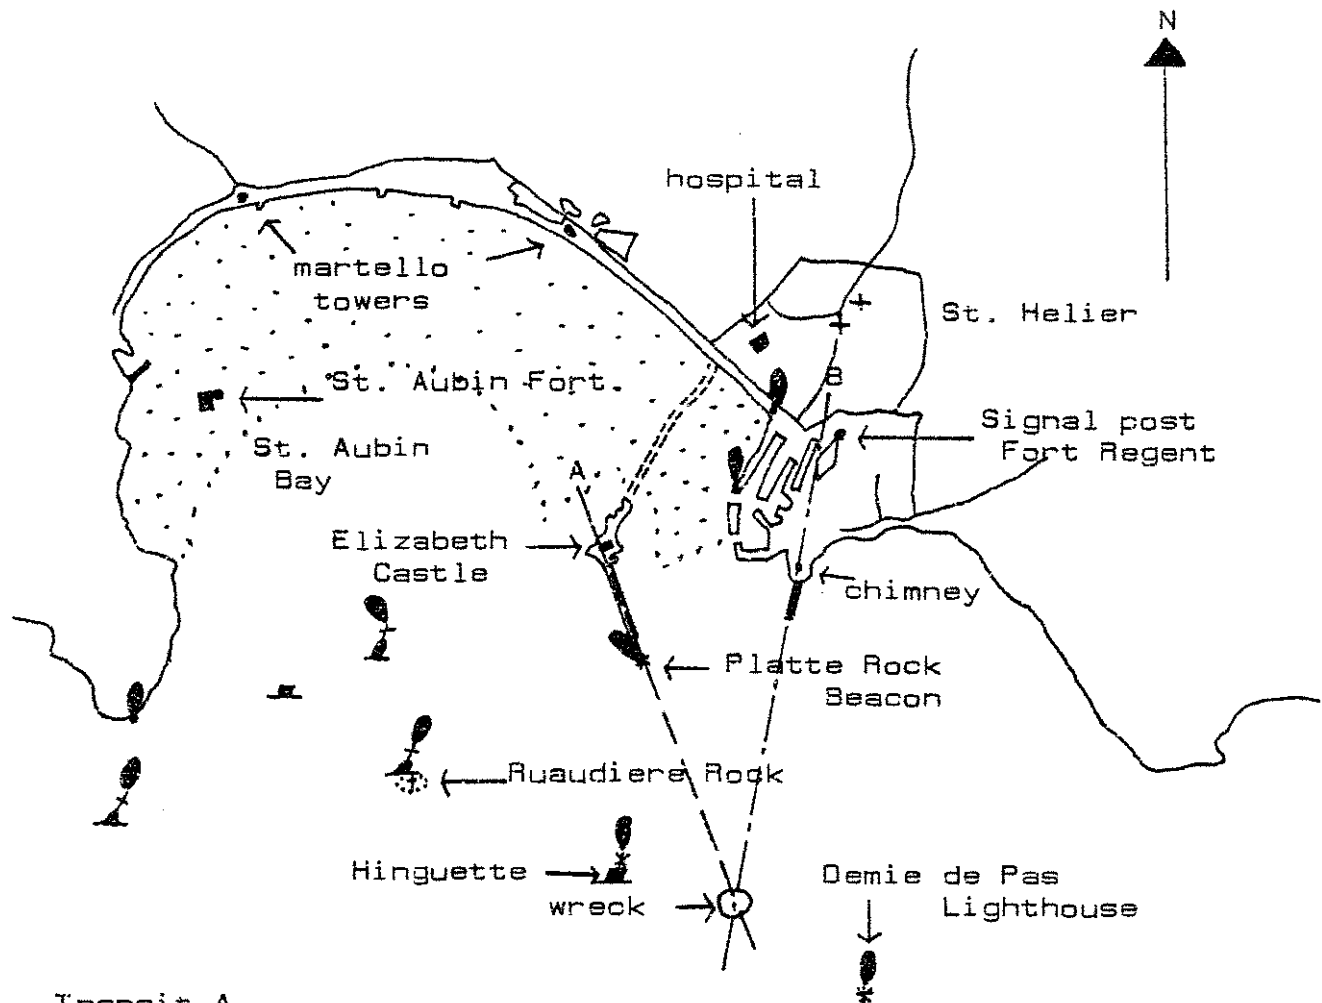 N
hospital
martello
towers
St. Helier
St. Aubin Fort.
B
St. Aubin
Bay
Signal post
Fort Regent
A
Elizabeth
Castle
chimney
Platte Rock
Beacon
Ruaudiere Rock
Hinguette
Demie de Pas
Lighthouse
wreck
Transit A